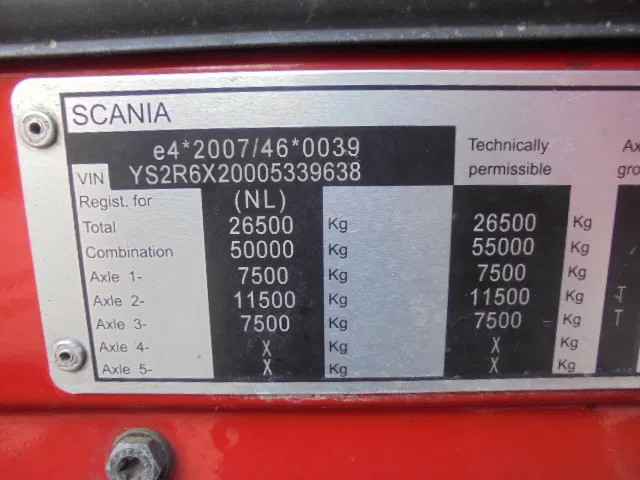 SCANIA
e4*2007/46*0039 Technically Ax
VIN YS2R6X20005339638 permissible gro
Regist. for (NL)
Total 26500 Kg 26500 Kg
Combination 50000 Kg 55000 Kg
Axle 1- 7500 Kg 7500 Kg
Axle 2- 11500 Kg 11500 Kg T
Axle 3- 7500 Kg 7500 Kg T
Axle 4- X Kg X Kg
Axle 5- X Kg X Kg